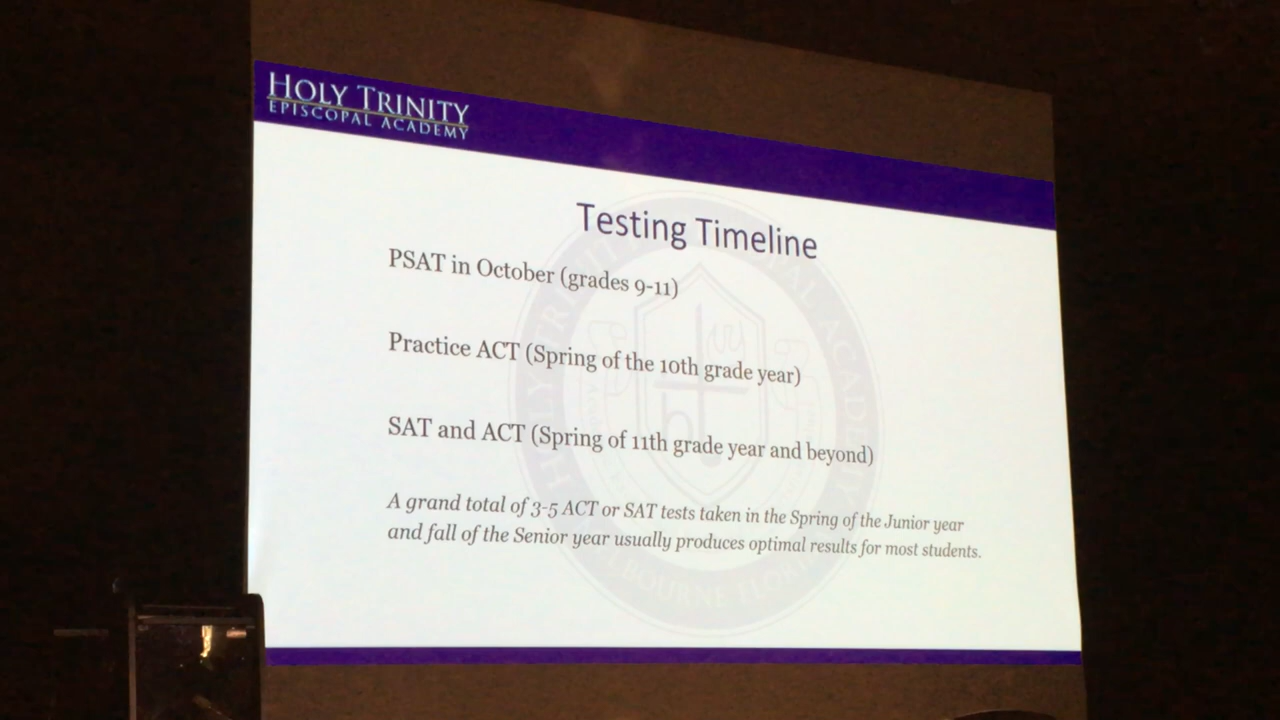 HOLY TRINITY
EPISCOPAL ACADEMY
Testing Timeline
PSAT in October (grades 9-11)
Practice ACT (Spring of the 10th grade year)
SAT and ACT (Spring of 11th grade year and beyond)
A grand total of 3-5 ACT or SAT tests taken in the Spring of the Junior year
and fall of the Senior year usually produces optimal results for most students.